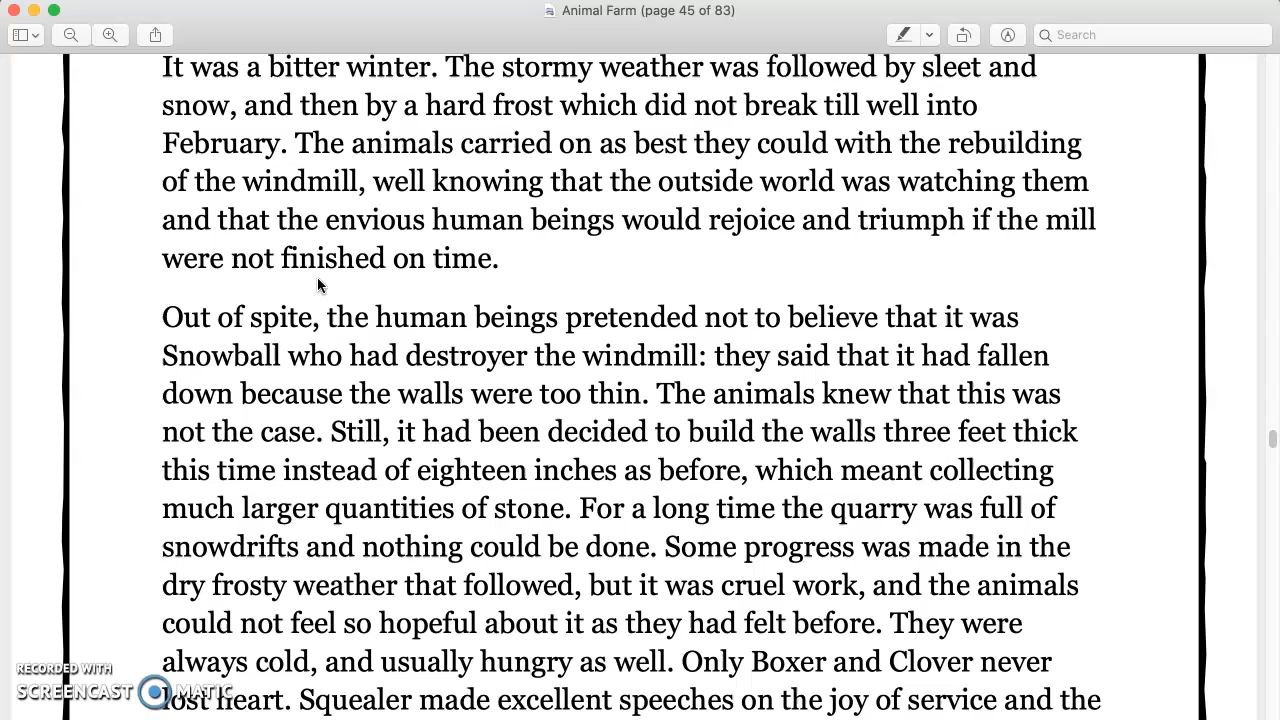 Animal Farm (page 45 of 83)
Search
It was a bitter winter. The stormy weather was followed by sleet and
snow, and then by a hard frost which did not break till well into
February. The animals carried on as best they could with the rebuilding
of the windmill, well knowing that the outside world was watching them
and that the envious human beings would rejoice and triumph if the mill
were not finished on time.
Out of spite, the human beings pretended not to believe that it was
Snowball who had destroyer the windmill: they said that it had fallen
down because the walls were too thin. The animals knew that this was
not the case. Still, it had been decided to build the walls three feet thick
this time instead of eighteen inches as before, which meant collecting
much larger quantities of stone. For a long time the quarry was full of
snowdrifts and nothing could be done. Some progress was made in the
dry frosty weather that followed, but it was cruel work, and the animals
could not feel so hopeful about it as they had felt before. They were
always cold, and usually hungry as well. Only Boxer and Clover never
lost heart. Squealer made excellent speeches on the joy of service and the
RECORDED WITH
SCREENCAST MATIC